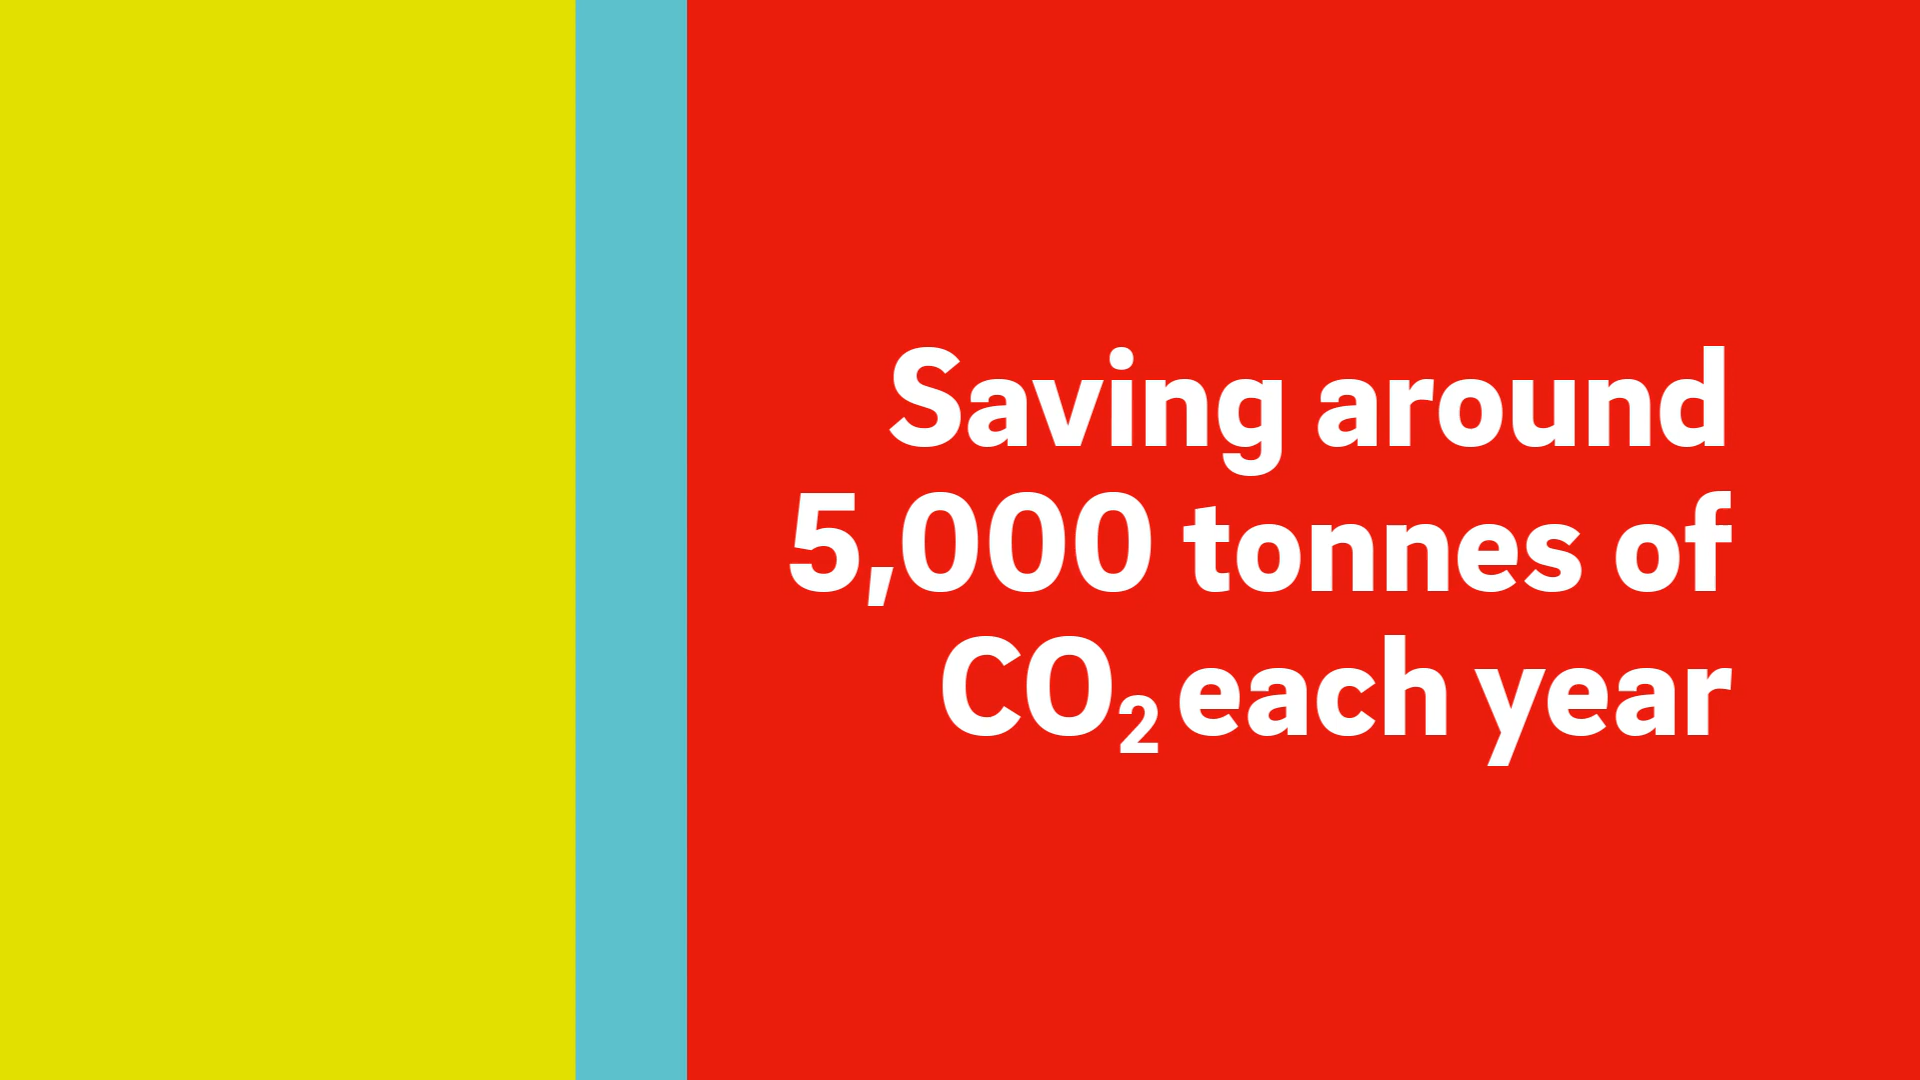 Saving around
5,000 tonnes of
CO₂ each year